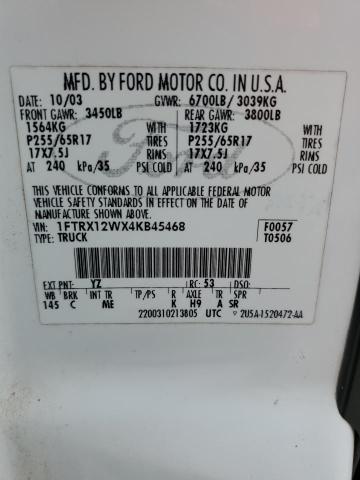 MFD. BY FORD MOTOR CO. IN U.S.A.
DATE: 10/03 GVWR: 6700LB/ 3039KG
FRONT GAWR: 3450LB REAR GAWR: 3800LB
1564KG WITH 1723KG WITH
P255/65R17 TIRES P255/65R17 TIRES
17X7.5J RIMS 17X7.5J RIMS
AT 240 kPa/35 PSI COLD AT 240 kPa/35 PSI COLD
THIS VEHICLE CONFORMS TO ALL APPLICABLE FEDERAL MOTOR
VEHICLE SAFETY STANDARDS IN EFFECT ON THE DATE OF MANUFACTURE
SHOWN ABOVE.
VIN: 1FTRX12WX4KB45468 F0057
TYPE: TRUCK T0506
Ford
EXT PNT: YZ RC: 53 DSO:
WB BRK INT TR TP/PS R AXLE TR SPR
145 C ME K H9 A SR
2200310213805 UTC 2U5A-1520472-AA